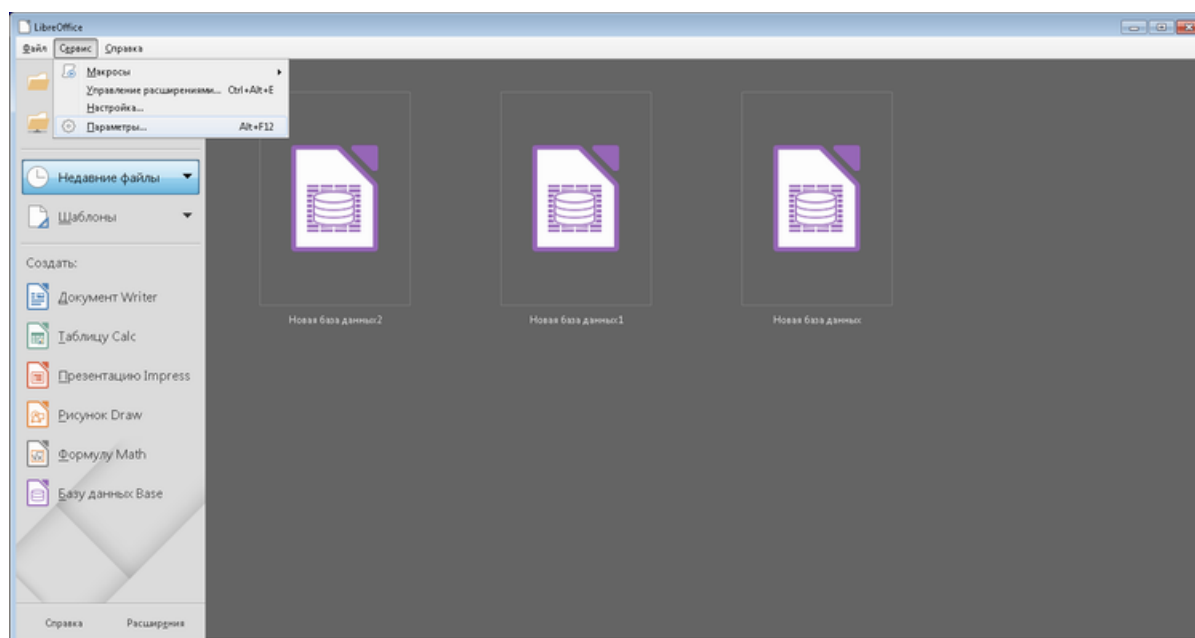 LibreOffice
Файл Сервис Справка
Макросы
Управление расширениями... Ctrl+Alt+E
Настройка...
Параметры... Alt+F12
Недавние файлы
Шаблоны
Создать:
Документ Writer
Таблицу Calc
Презентацию Impress
Рисунок Draw
Формулу Math
Базу данных Base
Новая база данных2 Новая база данных1 Новая база данных
Справка Расширения